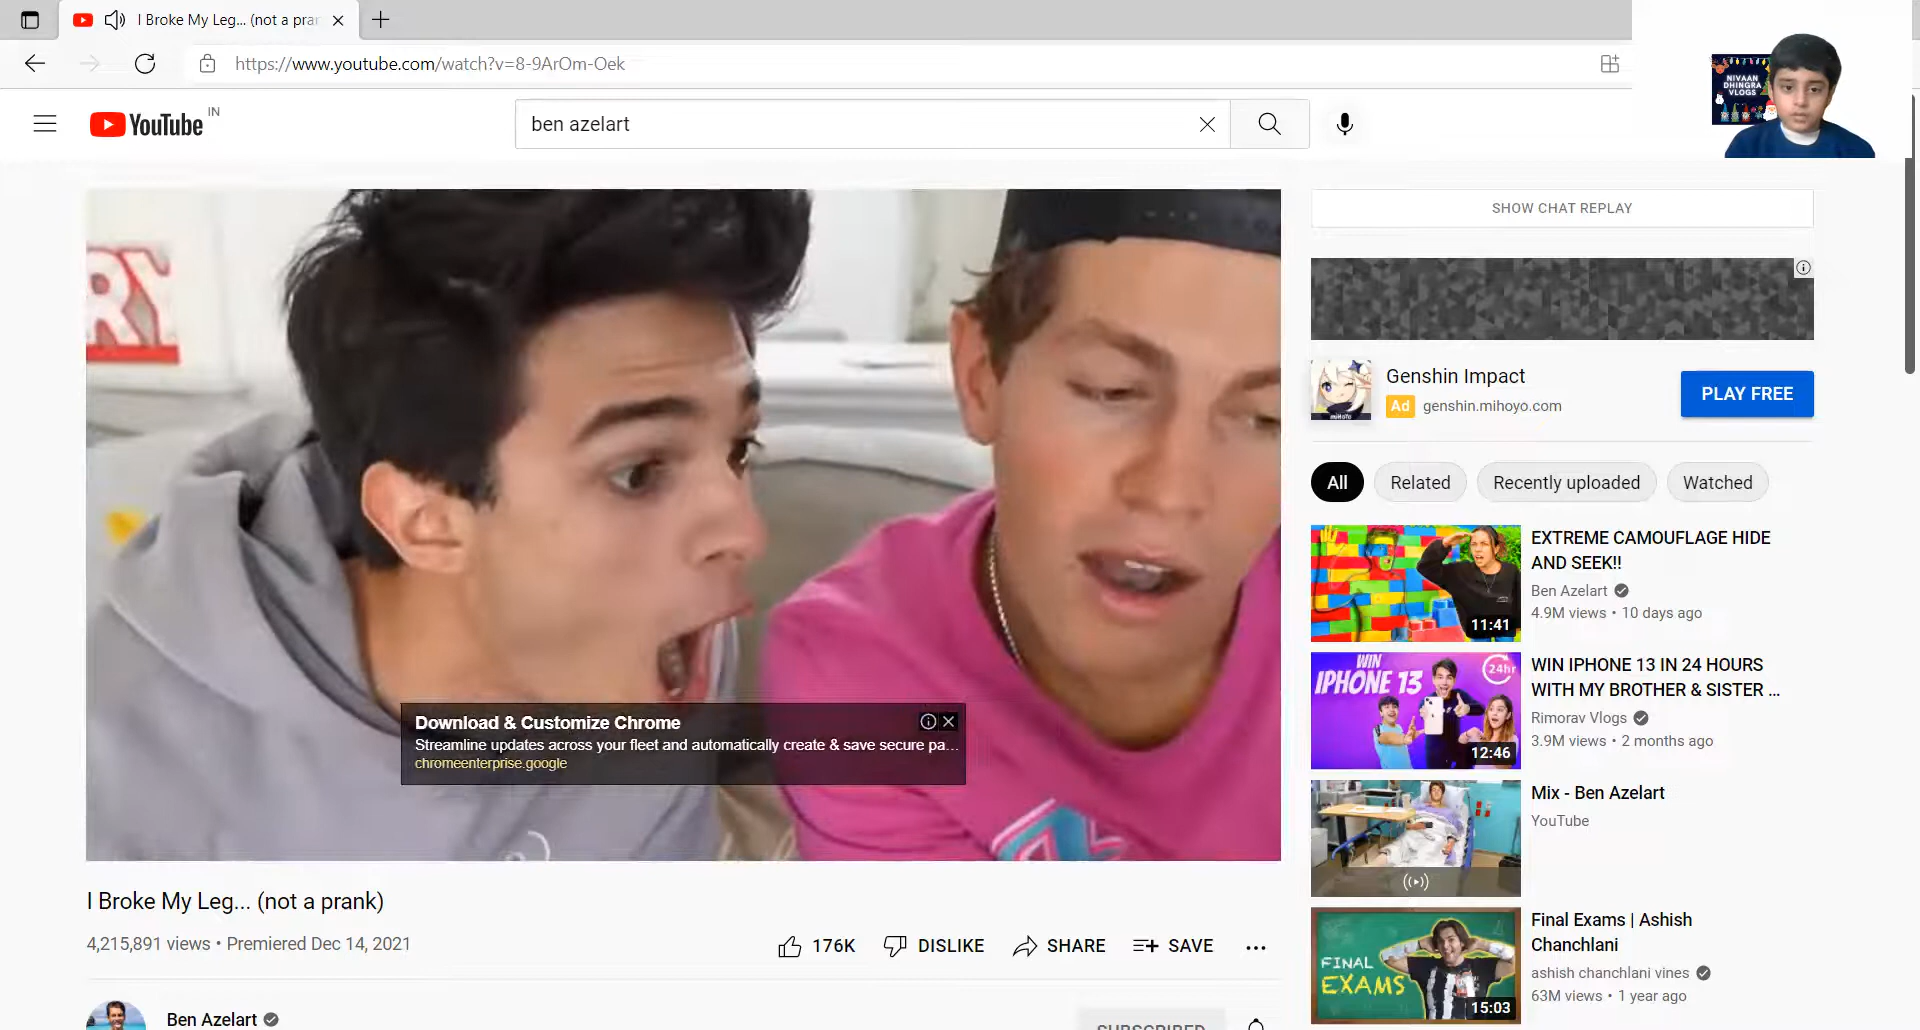 I Broke My Leg... (not a pran
https://www.youtube.com/watch?v=8-9ArOm-Oek
NIVAAN
DHINGRA
VLOGS
YouTube IN
ben azelart
SHOW CHAT REPLAY
Genshin Impact
Ad genshin.mihoyo.com
PLAY FREE
All Related Recently uploaded Watched
Download & Customize Chrome
Streamline updates across your fleet and automatically create & save secure pa...
chromeenterprise.google
I Broke My Leg... (not a prank)
4,215,891 views • Premiered Dec 14, 2021
176K DISLIKE SHARE SAVE
Ben Azelart
SUBSCRIBED
11:41
EXTREME CAMOUFLAGE HIDE
AND SEEK!!
Ben Azelart
4.9M views • 10 days ago
WIN
IPHONE 13
24hr
12:46
WIN IPHONE 13 IN 24 HOURS
WITH MY BROTHER & SISTER ...
Rimorav Vlogs
3.9M views • 2 months ago
Mix - Ben Azelart
YouTube
FINAL
EXAMS
15:03
Final Exams | Ashish
Chanchlani
ashish chanchlani vines
63M views • 1 year ago